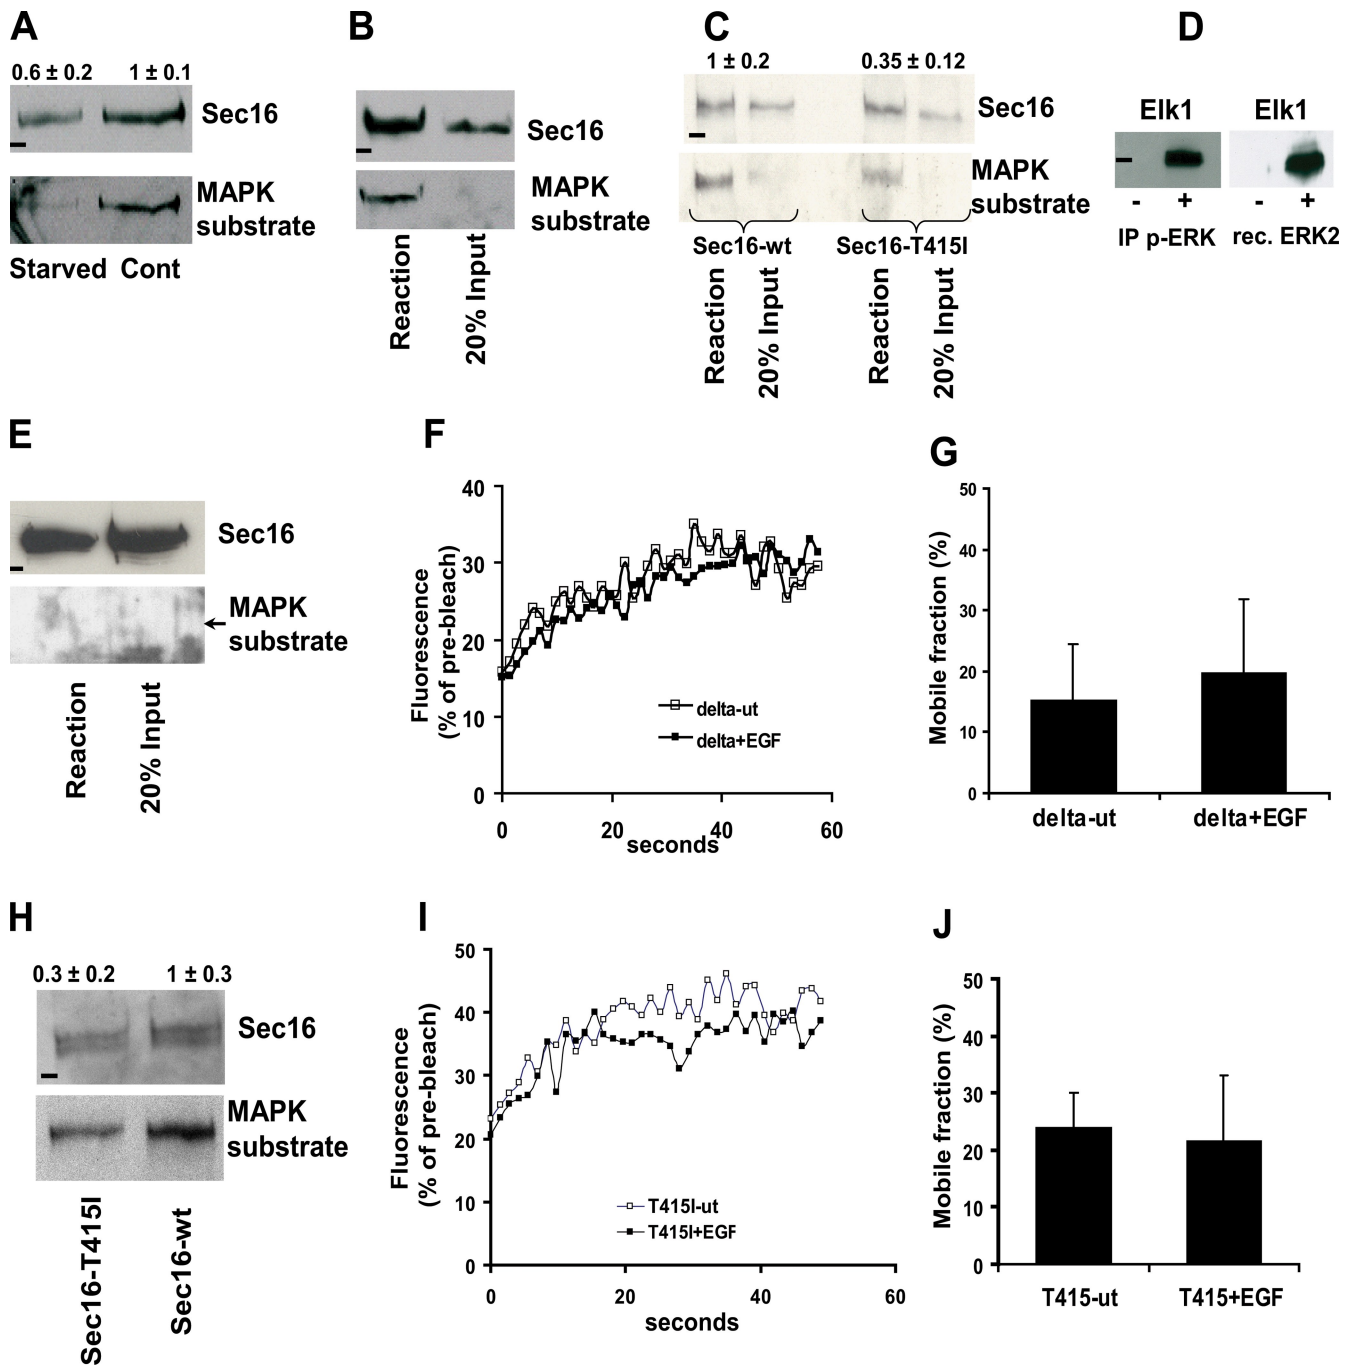 A
0.6 ± 0.2 1 ± 0.1
Sec16
MAPK
substrate
Starved Cont
B
Sec16
MAPK
substrate
Reaction
20% Input
C
1 ± 0.2 0.35 ± 0.12
Sec16
MAPK
substrate
Sec16-wt Sec16-T415I
Reaction
20% Input
Reaction
20% Input
D
Elk1 Elk1
- + - +
IP p-ERK rec. ERK2
E
Sec16
MAPK
substrate
Reaction
20% Input
F
Fluorescence
(% of pre-bleach)
40
30
20
10
0
delta-ut
delta+EGF
0 20 40 60
seconds
G
Mobile fraction (%)
50
40
30
20
10
0
delta-ut delta+EGF
H
0.3 ± 0.2 1 ± 0.3
Sec16
MAPK
substrate
Sec16-T415I
Sec16-wt
I
Fluorescence
(% of pre-bleach)
50
40
30
20
10
0
T415I-ut
T415I+EGF
0 20 40 60
seconds
J
Mobile fraction (%)
50
40
30
20
10
0
T415-ut T415+EGF